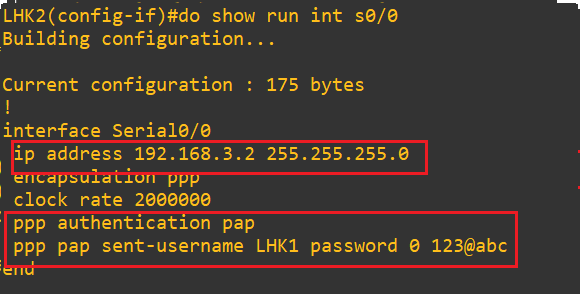 LHK2(config-if)#do show run int s0/0
Building configuration...
Current configuration : 175 bytes
!
interface Serial0/0
ip address 192.168.3.2 255.255.255.0
encapsulation ppp
clock rate 2000000
ppp authentication pap
ppp pap sent-username LHK1 password 0 123@abc
end